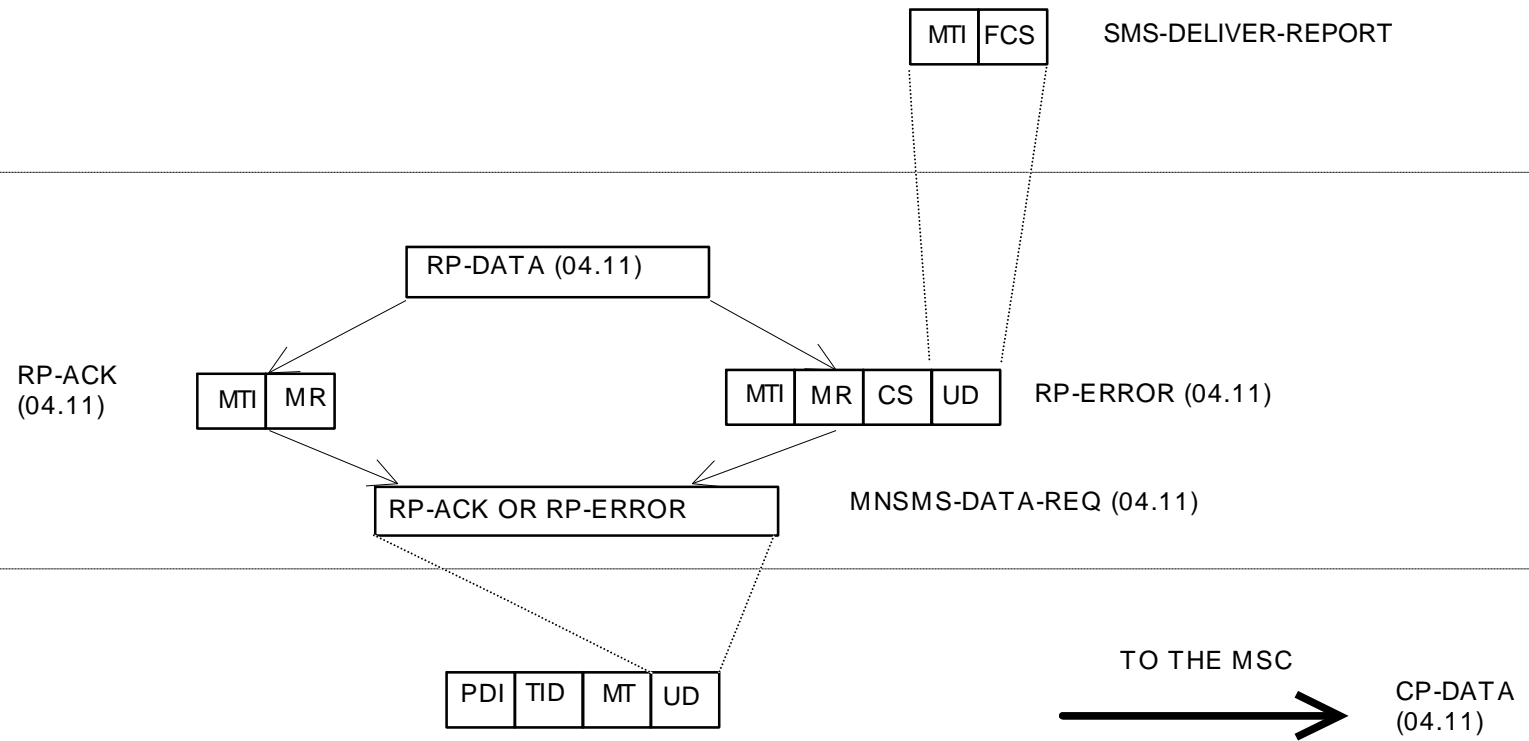 MTI FCS SMS-DELIVER-REPORT
RP-DATA (04.11)
RP-ACK
(04.11)
MTI MR
MTI MR CS UD RP-ERROR (04.11)
RP-ACK OR RP-ERROR MNSMS-DATA-REQ (04.11)
PDI TID MT UD
TO THE MSC
CP-DATA
(04.11)